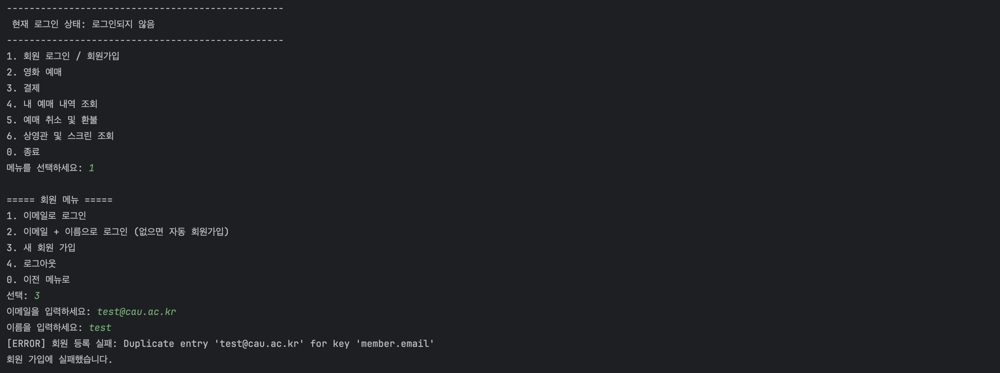 -------------------------------------------------
현재 로그인 상태: 로그인되지 않음
-------------------------------------------------
1. 회원 로그인 / 회원가입
2. 영화 예매
3. 결제
4. 내 예매 내역 조회
5. 예매 취소 및 환불
6. 상영관 및 스크린 조회
0. 종료
메뉴를 선택하세요: 1
===== 회원 메뉴 =====
1. 이메일로 로그인
2. 이메일 + 이름으로 로그인 (없으면 자동 회원가입)
3. 새 회원 가입
4. 로그아웃
0. 이전 메뉴로
선택: 3
이메일을 입력하세요: test@cau.ac.kr
이름을 입력하세요: test
[ERROR] 회원 등록 실패: Duplicate entry 'test@cau.ac.kr' for key 'member.email'
회원 가입에 실패했습니다.